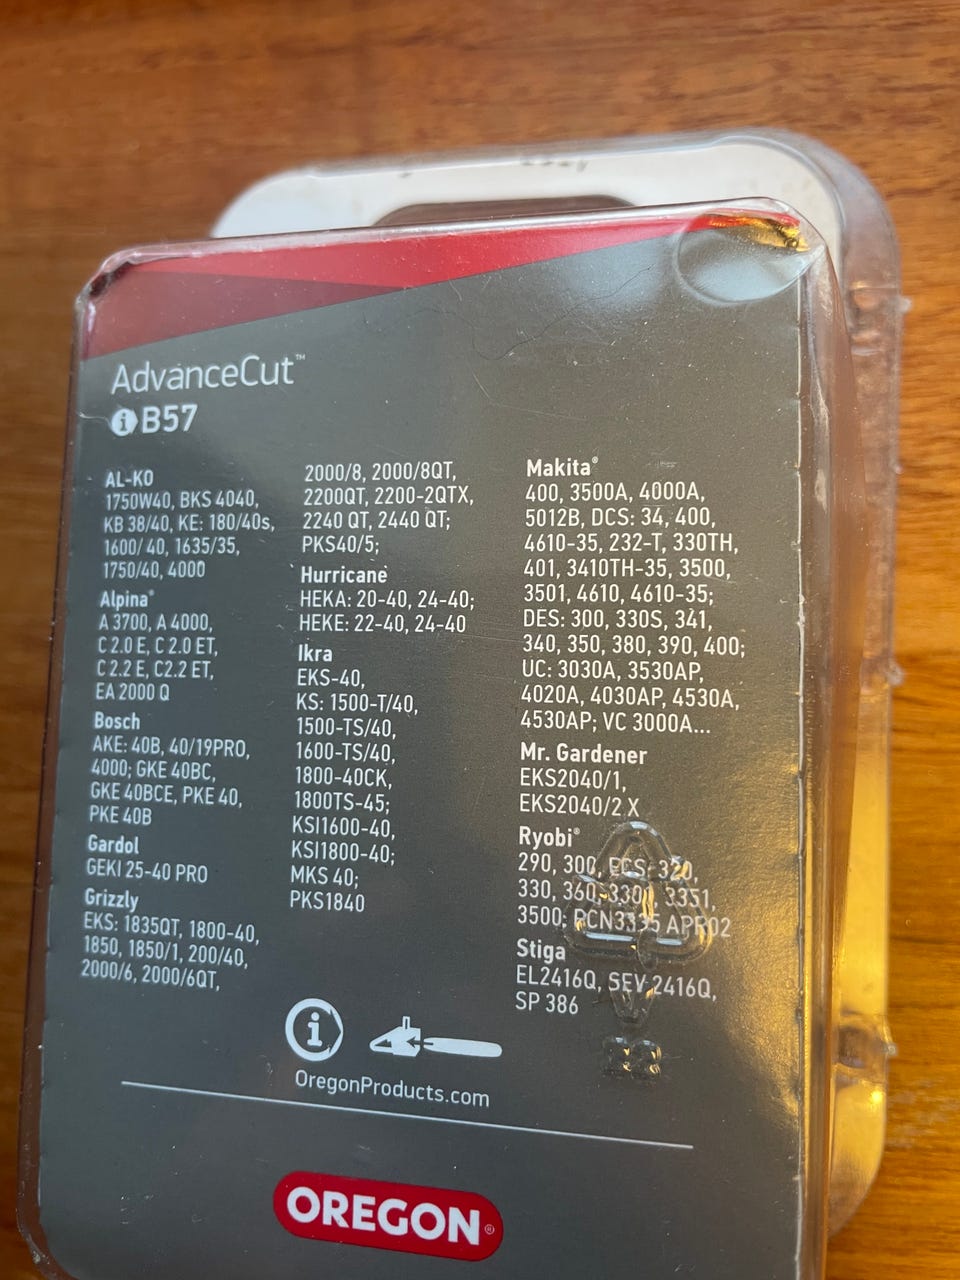 AdvanceCut™
i B57
AL-KO
1750W40, BKS 4040,
KB 38/40, KE: 180/40s,
1600/ 40, 1635/35,
1750/40, 4000
Alpina®
A 3700, A 4000,
C 2.0 E, C 2.0 ET,
C 2.2 E, C2.2 ET,
EA 2000 Q
Bosch
AKE: 40B, 40/19PRO,
4000; GKE 40BC,
GKE 40BCE, PKE 40,
PKE 40B
Gardol
GEKI 25-40 PRO
Grizzly
EKS: 1835QT, 1800-40,
1850, 1850/1, 200/40,
2000/6, 2000/6QT,
2000/8, 2000/8QT,
2200QT, 2200-2QTX,
2240 QT, 2440 QT;
PKS40/5;
Hurricane
HEKA: 20-40, 24-40;
HEKE: 22-40, 24-40
Ikra
EKS-40,
KS: 1500-T/40,
1500-TS/40,
1600-TS/40,
1800-40CK,
1800TS-45;
KSI1600-40,
KSI1800-40;
MKS 40;
PKS1840
Makita®
400, 3500A, 4000A,
5012B, DCS: 34, 400,
4610-35, 232-T, 330TH,
401, 3410TH-35, 3500,
3501, 4610, 4610-35;
DES: 300, 330S, 341,
340, 350, 380, 390, 400;
UC: 3030A, 3530AP,
4020A, 4030AP, 4530A,
4530AP; VC 3000A...
Mr. Gardener
EKS2040/1,
EKS2040/2 X
Ryobi®
290, 300, ECS: 320,
330, 360, 3301, 3351,
3500; PCN3335 APR02
Stiga
EL2416Q, SEV 2416Q,
SP 386
V
i
OregonProducts.com
OREGON®